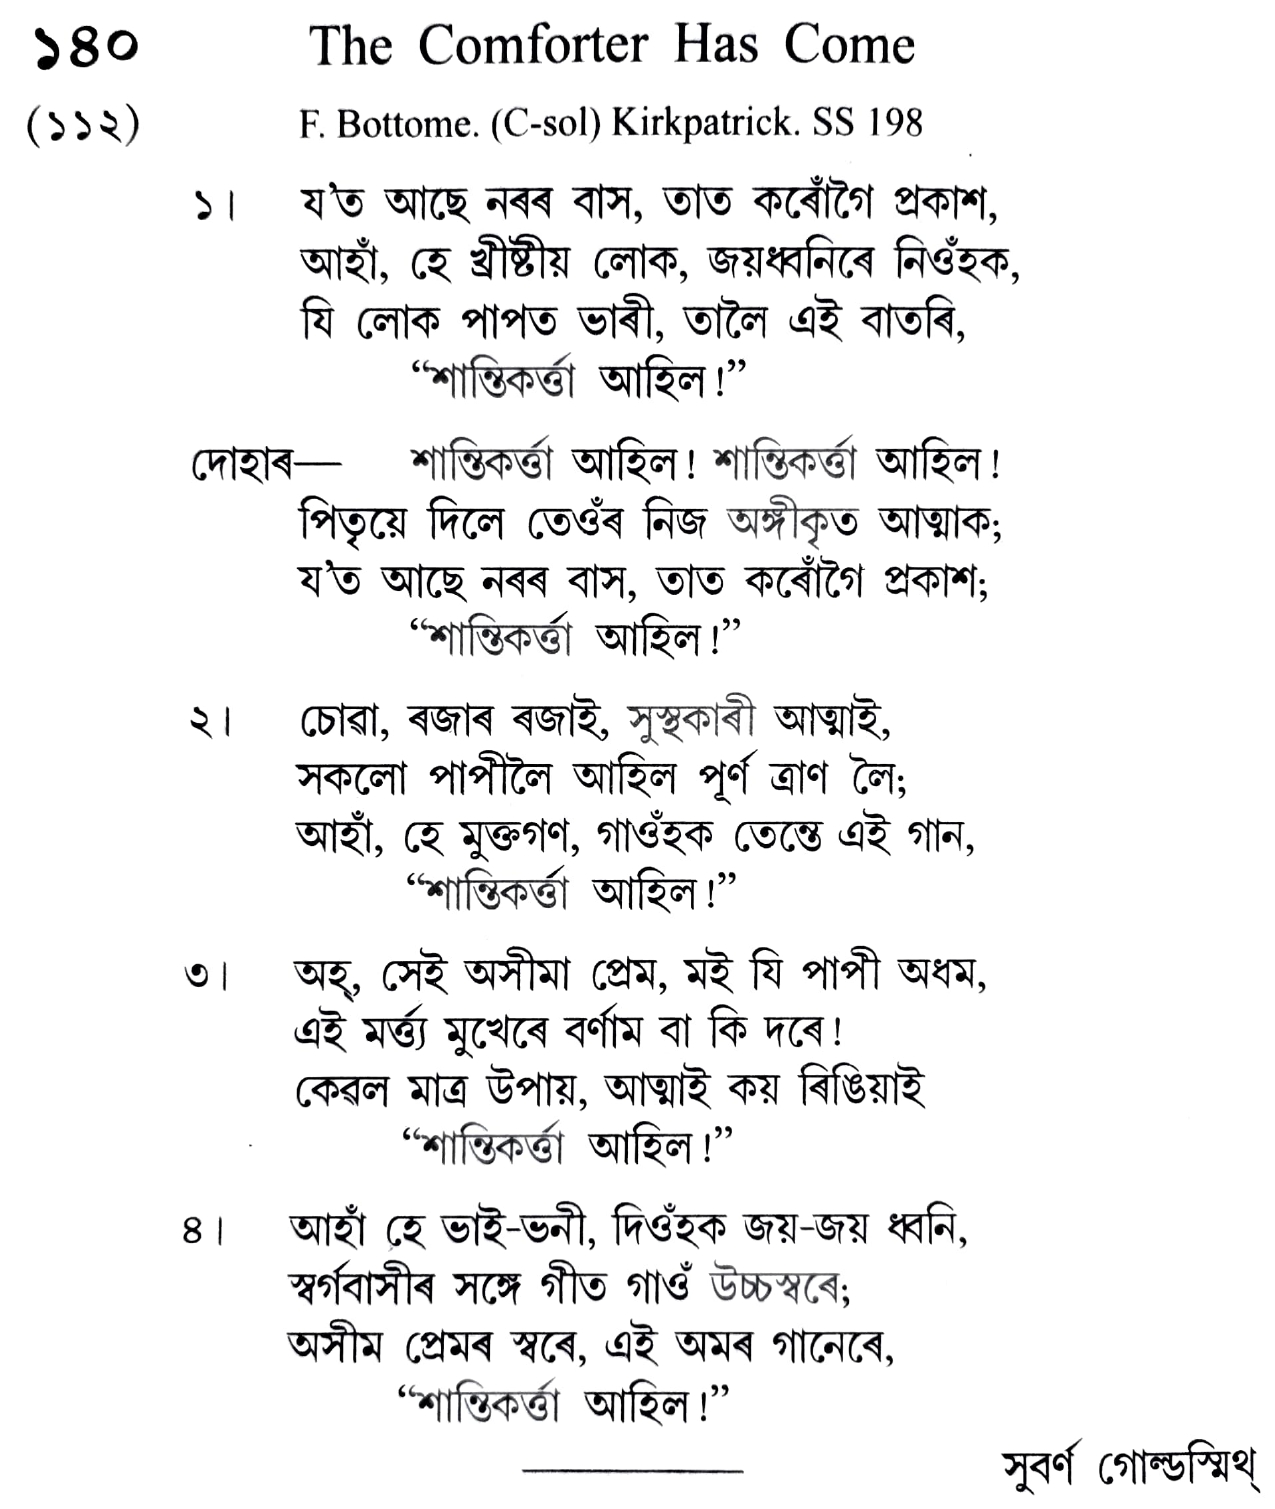 ১৪০ The Comforter Has Come
(১১২) F. Bottome. (C-sol) Kirkpatrick. SS 198
১। য'ত আছে নৰৰ বাস, তাত কৰোঁগৈ প্ৰকাশ,
আহাঁ, হে খ্ৰীষ্টীয় লোক, জয়ধ্বনিৰে নিওঁহক,
যি লোক পাপত ভাৰী, তালৈ এই বাতৰি,
“শান্তিকৰ্ত্তা আহিল!”
দোহাৰ— শান্তিকৰ্ত্তা আহিল! শান্তিকৰ্ত্তা আহিল!
পিতৃয়ে দিলে তেওঁৰ নিজ অঙ্গীকৃত আত্মাক;
য'ত আছে নৰৰ বাস, তাত কৰোঁগৈ প্ৰকাশ;
“শান্তিকৰ্ত্তা আহিল!”
২। চোৱা, ৰজাৰ ৰজাই, সুস্থকাৰী আত্মাই,
সকলো পাপীলৈ আহিল পূৰ্ণ ত্ৰাণ লৈ;
আহাঁ, হে মুক্তগণ, গাওঁহক তেন্তে এই গান,
“শান্তিকৰ্ত্তা আহিল!”
৩। অহ্, সেই অসীমা প্ৰেম, মই যি পাপী অধম,
এই মৰ্ত্ত্য মুখেৰে বৰ্ণাম বা কি দৰে!
কেৱল মাত্ৰ উপায়, আত্মাই কয় ৰিঙিয়াই
“শান্তিকৰ্ত্তা আহিল!”
৪। আহাঁ হে ভাই-ভনী, দিওঁহক জয়-জয় ধ্বনি,
স্বৰ্গবাসীৰ সঙ্গে গীত গাওঁ উচ্চস্বৰে;
অসীম প্ৰেমৰ স্বৰে, এই অমৰ গানেৰে,
“শান্তিকৰ্ত্তা আহিল!”
সুবৰ্ণ গোল্ডস্মিথ্